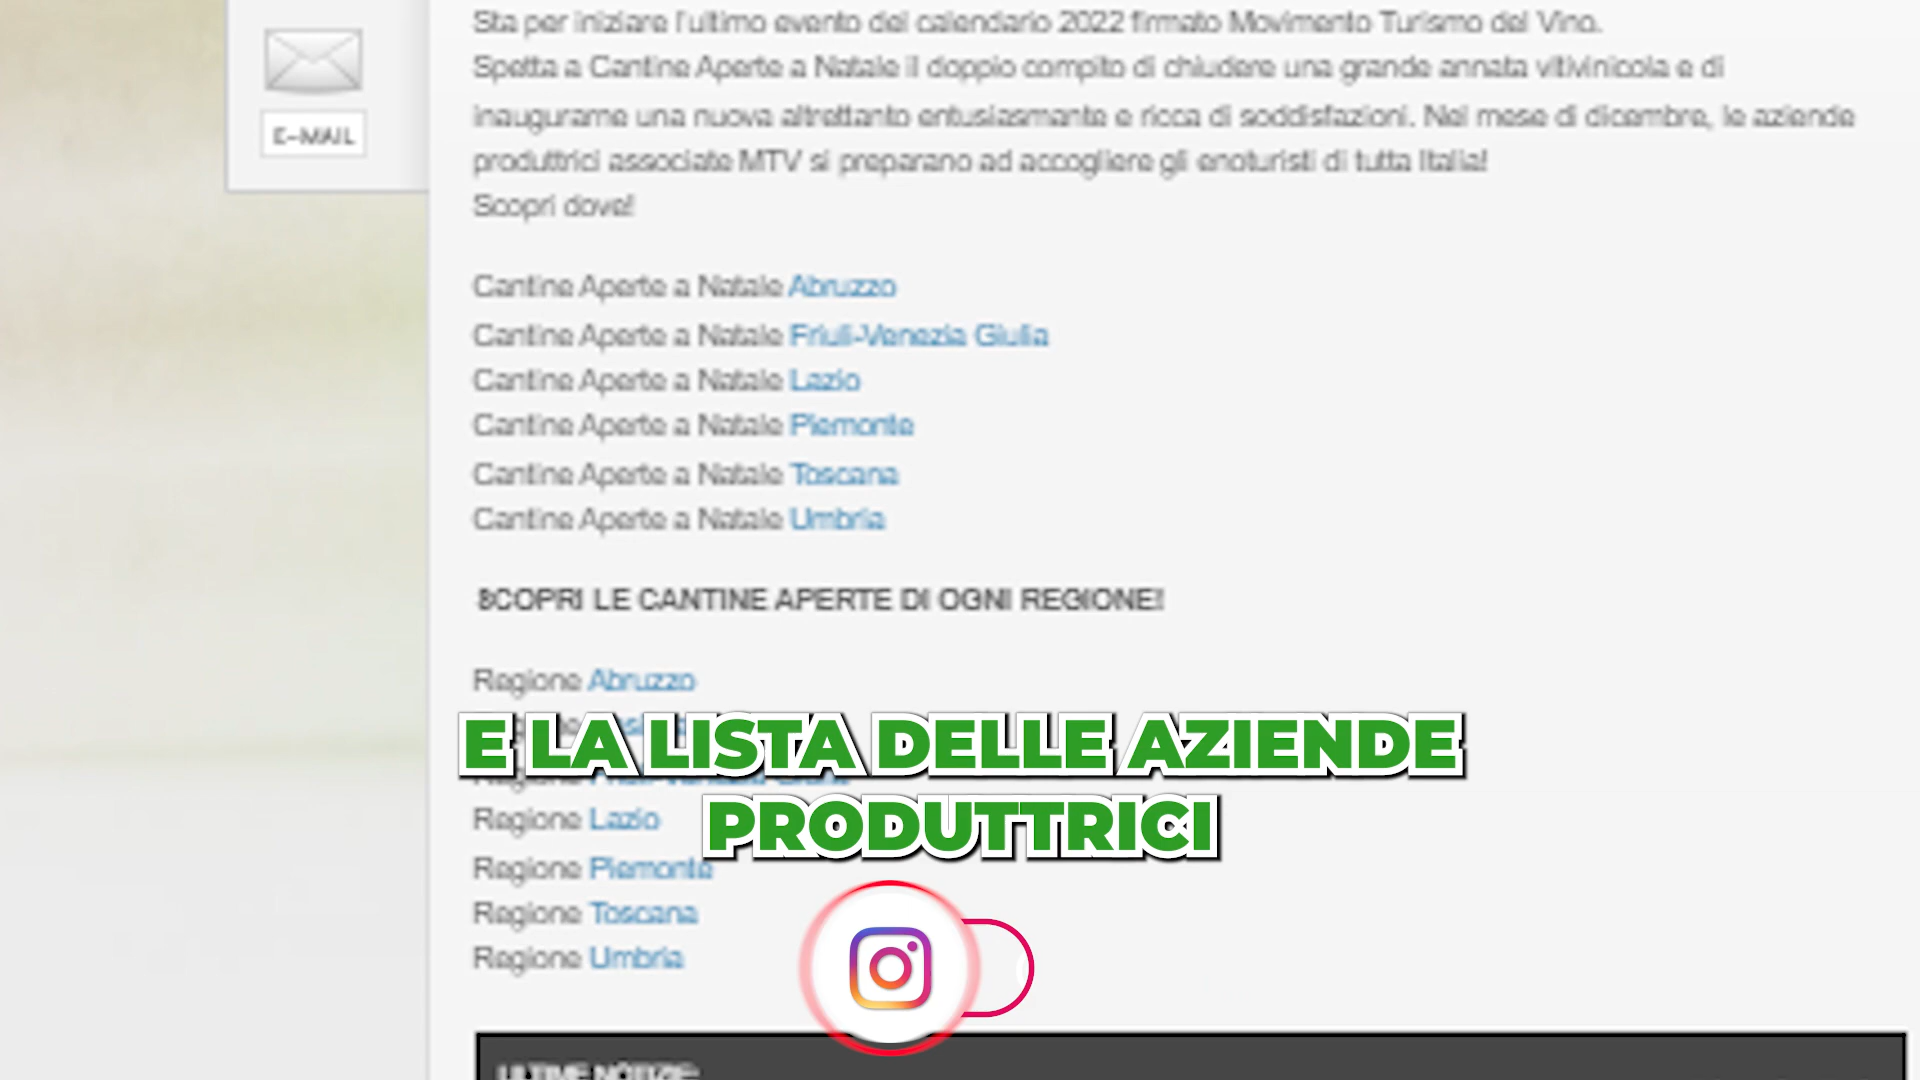 Sta per iniziare l'ultimo evento del calendario 2022 firmato Movimento Turismo del Vino.
Spetta a Cantine Aperte a Natale il doppio compito di chiudere una grande annata vitivinicola e di
inaugurarne una nuova altrettanto entusiasmante e ricca di soddisfazioni. Nel mese di dicembre, le aziende
produttrici associate MTV si preparano ad accogliere gli enoturisti di tutta Italia!
Scopri dove!
E-MAIL
Cantine Aperte a Natale Abruzzo
Cantine Aperte a Natale Friuli-Venezia Giulia
Cantine Aperte a Natale Lazio
Cantine Aperte a Natale Piemonte
Cantine Aperte a Natale Toscana
Cantine Aperte a Natale Umbria
SCOPRI LE CANTINE APERTE DI OGNI REGIONE!
Regione Abruzzo
E LA LISTA DELLE AZIENDE
PRODUTTRICI
Regione Lazio
Regione Piemonte
Regione Toscana
Regione Umbria
ULTIME NOTIZIE: